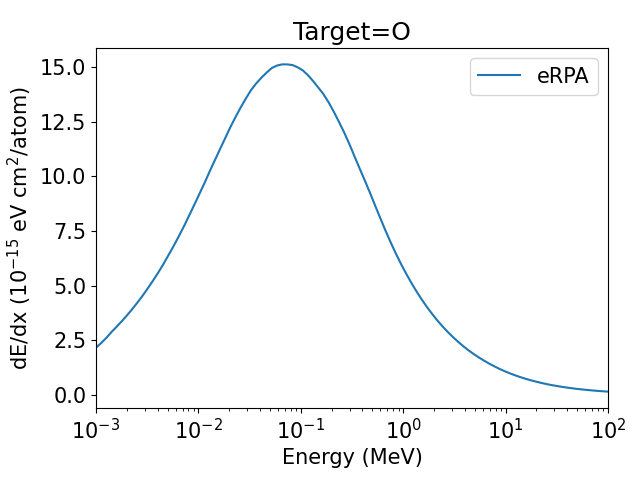 Target=O
eRPA
dE/dx (10⁻¹⁵ eV cm²/atom)
15.0
12.5
10.0
7.5
5.0
2.5
0.0
10⁻³ 10⁻² 10⁻¹ 10⁰ 10¹ 10²
Energy (MeV)